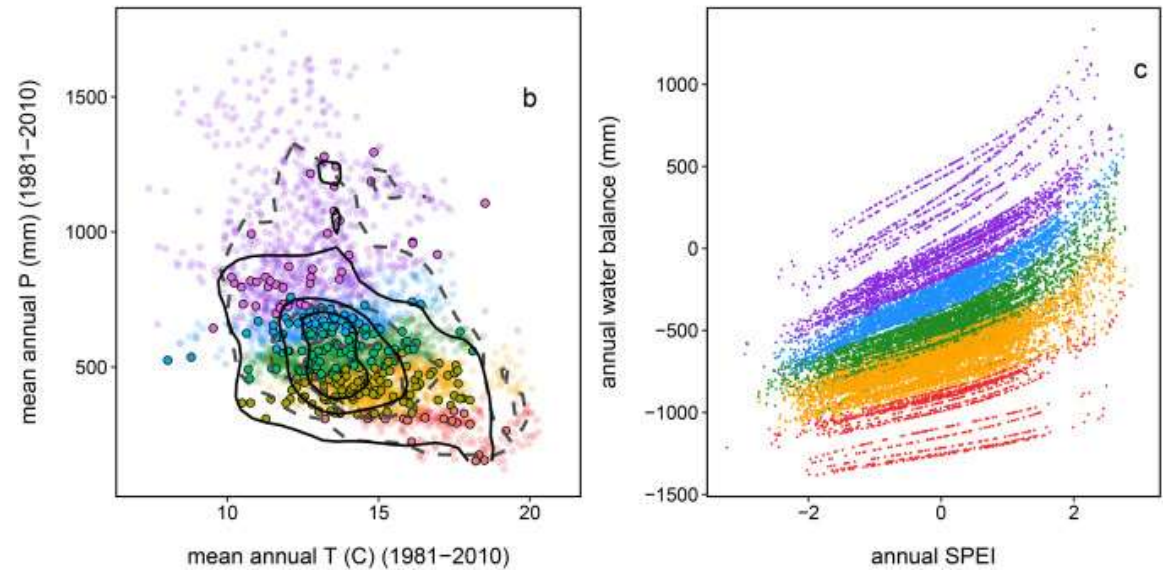 mean annual P (mm) (1981−2010)
1500
1000
500
b
10
15
20
mean annual T (C) (1981−2010)
annual water balance (mm)
1000
500
0
−500
−1000
−1500
c
−2
0
2
annual SPEI